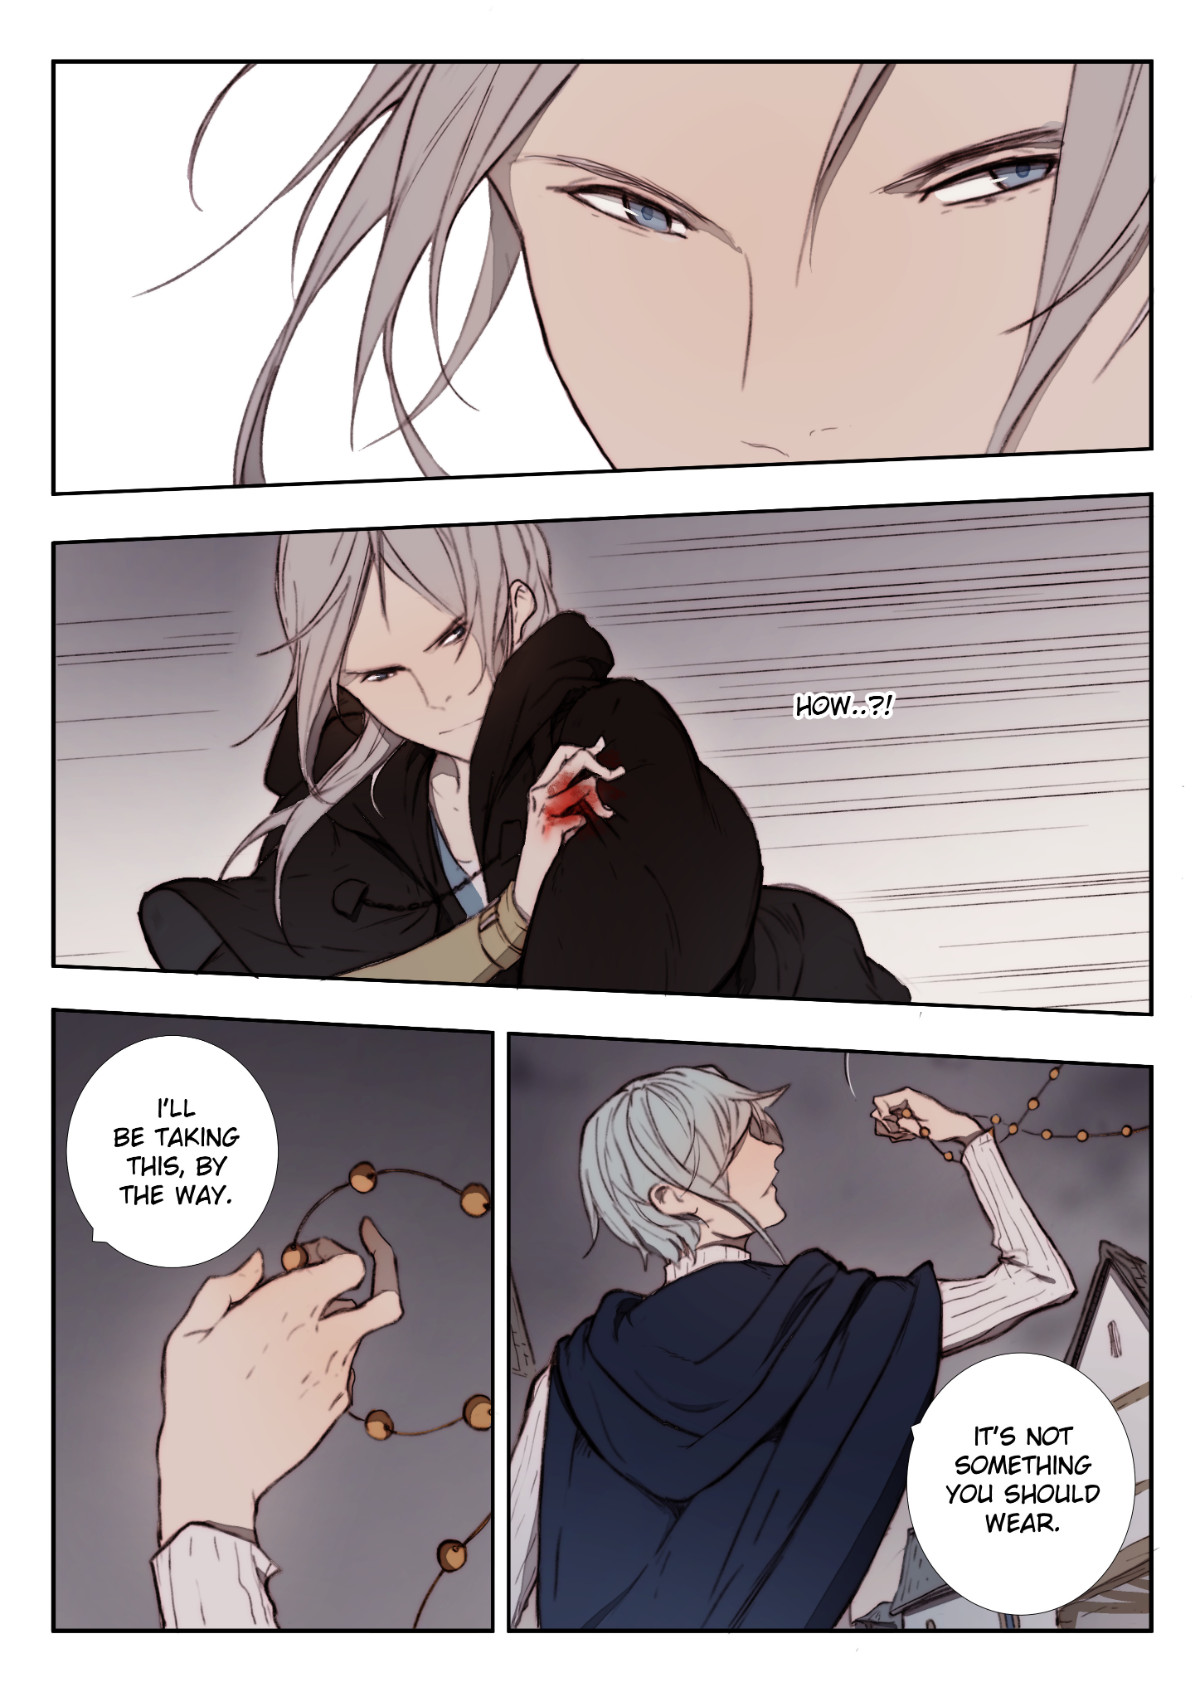 HOW..?!
I'LL
BE TAKING
THIS, BY
THE WAY.
IT'S NOT
SOMETHING
YOU SHOULD
WEAR.